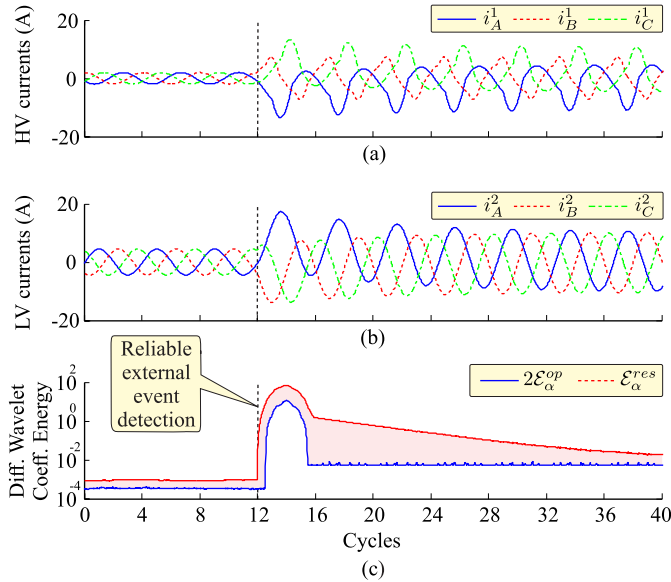 HV currents (A)
20
0
-20
i_A^1 i_B^1 i_C^1
(a)
LV currents (A)
20
0
-20
i_A^2 i_B^2 i_C^2
(b)
Reliable
external
event
detection
Diff. Wavelet
Coeff. Energy
10^2
10^0
10^-2
10^-4
2ℰ_α^op ℰ_α^res
0 4 8 12 16 20 24 28 32 36 40
Cycles
(c)